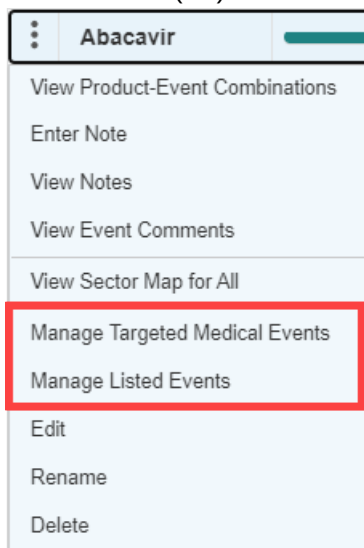 Abacavir
View Product-Event Combinations
Enter Note
View Notes
View Event Comments
View Sector Map for All
Manage Targeted Medical Events
Manage Listed Events
Edit
Rename
Delete